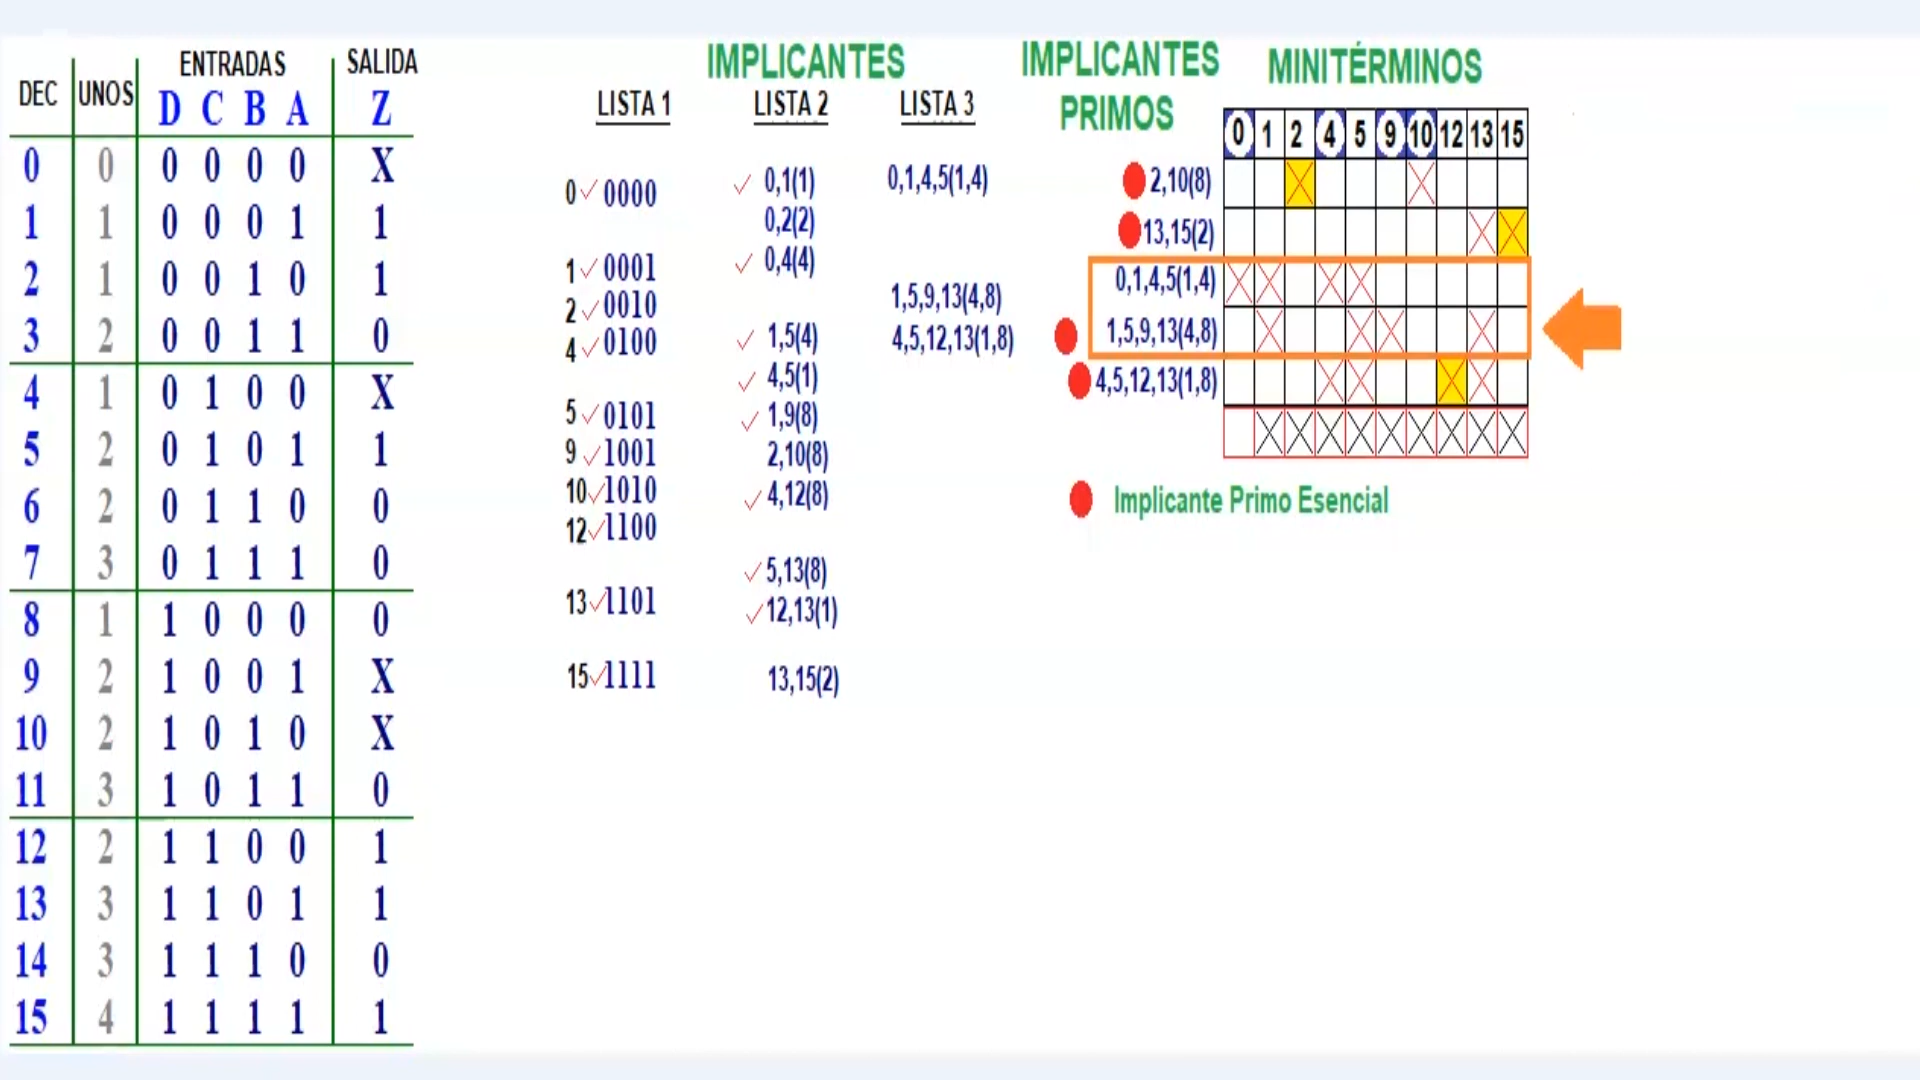 DEC UNOS ENTRADAS SALIDA
D C B A Z
0 0 0 0 0 0 X
1 1 0 0 0 1 1
2 1 0 0 1 0 1
3 2 0 0 1 1 0
4 1 0 1 0 0 X
5 2 0 1 0 1 1
6 2 0 1 1 0 0
7 3 0 1 1 1 0
8 1 1 0 0 0 0
9 2 1 0 0 1 X
10 2 1 0 1 0 X
11 3 1 0 1 1 0
12 2 1 1 0 0 1
13 3 1 1 0 1 1
14 3 1 1 1 0 0
15 4 1 1 1 1 1
IMPLICANTES
LISTA 1
0✓0000
1✓0001
2✓0010
4✓0100
5✓0101
9✓1001
10✓1010
12✓1100
13✓1101
15✓1111
LISTA 2
✓ 0,1(1)
0,2(2)
✓ 0,4(4)
✓ 1,5(4)
✓ 4,5(1)
✓ 1,9(8)
2,10(8)
✓ 4,12(8)
✓ 5,13(8)
✓ 12,13(1)
13,15(2)
LISTA 3
0,1,4,5(1,4)
1,5,9,13(4,8)
4,5,12,13(1,8)
IMPLICANTES
PRIMOS
MINITÉRMINOS
0 1 2 4 5 9 10 12 13 15
2,10(8) X X
13,15(2) X X
0,1,4,5(1,4) X X X X
1,5,9,13(4,8) X X X X
4,5,12,13(1,8) X X X X
X X X X X X X X X
Implicante Primo Esencial